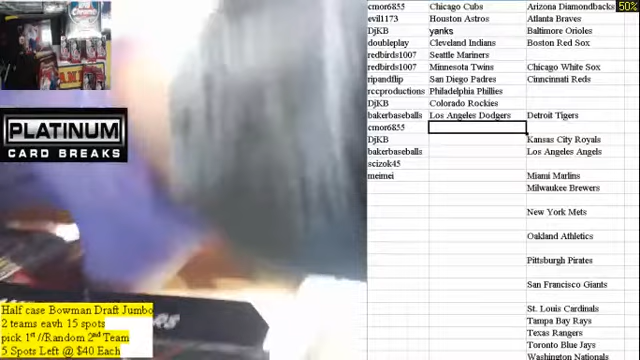 50%
cmor6855 Chicago Cubs Arizona Diamondbacks
evil1173 Houston Astros Atlanta Braves
DjKB yanks Baltimore Orioles
doubleplay Cleveland Indians Boston Red Sox
redbirds1007 Seattle Mariners
redbirds1007 Minnesota Twins Chicago White Sox
ripandflip San Diego Padres Cinncinnati Reds
rccproductions Philadelphia Phillies
DjKB Colorado Rockies
bakerbaseballs Los Angeles Dodgers Detroit Tigers
cmor6855
DjKB Kansas City Royals
bakerbaseballs Los Angeles Angels
scizok45
meimei Miami Marlins
Milwaukee Brewers
New York Mets
Oakland Athletics
Pittsburgh Pirates
San Francisco Giants
St. Louis Cardinals
Tampa Bay Rays
Texas Rangers
Toronto Blue Jays
Washington Nationals
PLATINUM
CARD BREAKS
Half case Bowman Draft Jumbo
2 teams eavh 15 spots
pick 1st //Random 2nd Team
5 Spots Left @ $40 Each